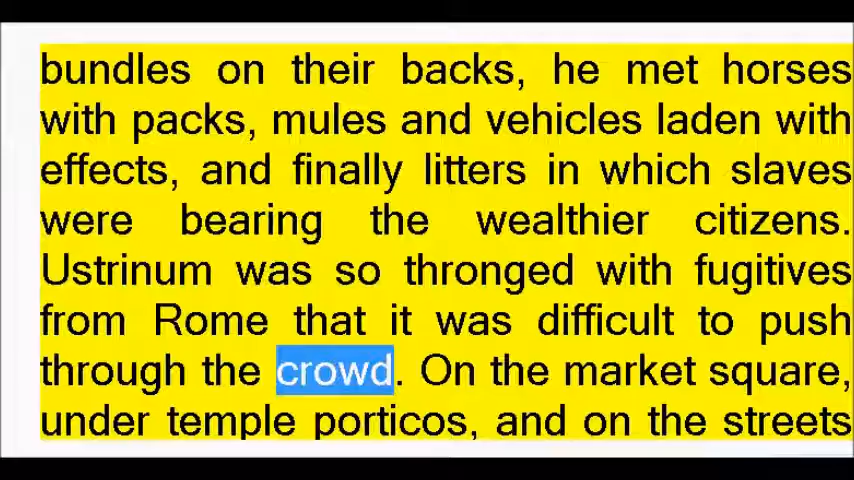 bundles on their backs, he met horses
with packs, mules and vehicles laden with
effects, and finally litters in which slaves
were bearing the wealthier citizens.
Ustrinum was so thronged with fugitives
from Rome that it was difficult to push
through the crowd. On the market square,
under temple porticos, and on the streets